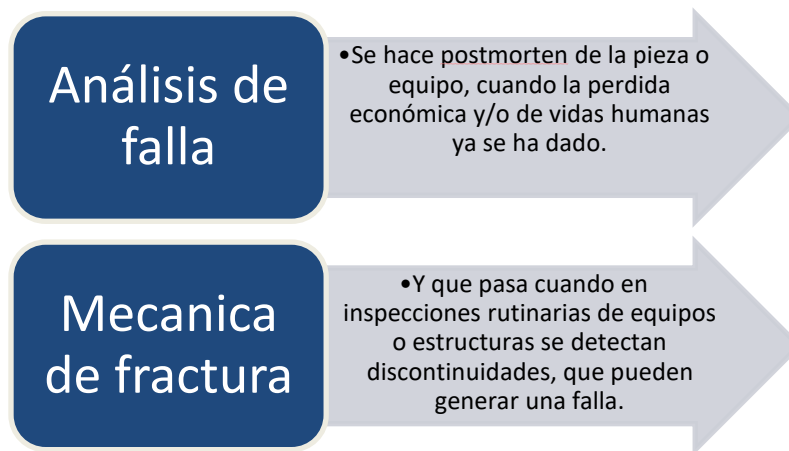 Análisis de
falla
•Se hace postmorten de la pieza o
equipo, cuando la perdida
económica y/o de vidas humanas
ya se ha dado.
Mecanica
de fractura
•Y que pasa cuando en
inspecciones rutinarias de equipos
o estructuras se detectan
discontinuidades, que pueden
generar una falla.